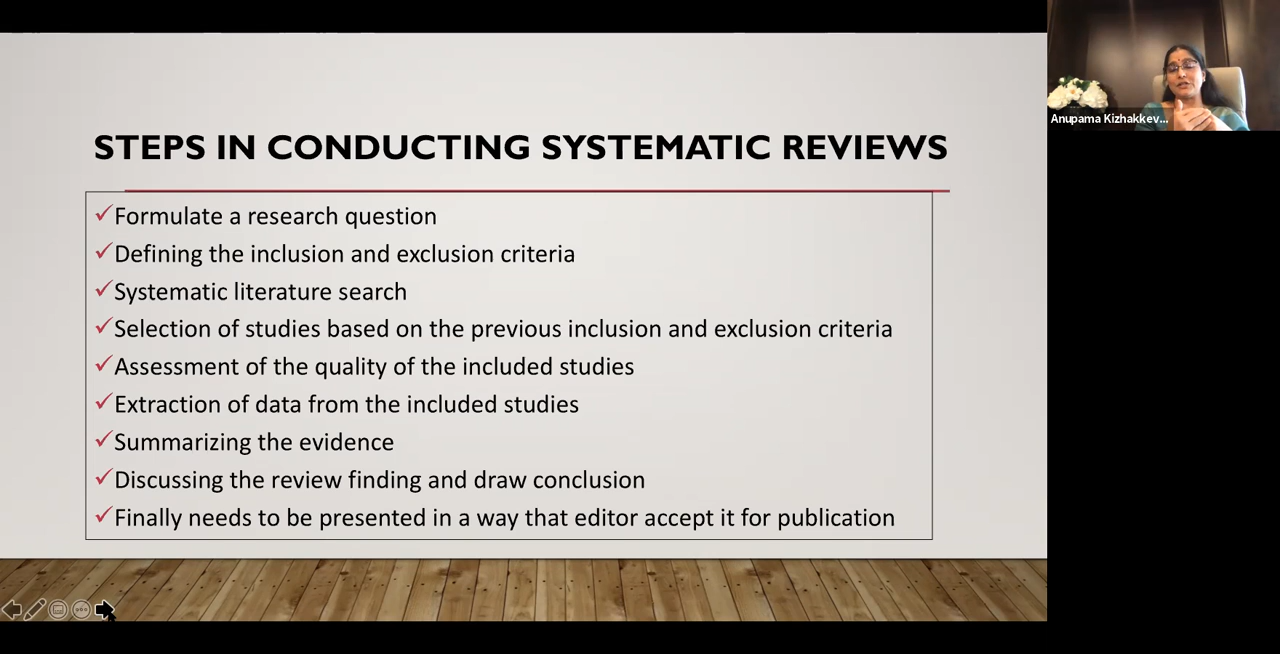 STEPS IN CONDUCTING SYSTEMATIC REVIEWS
Formulate a research question
Defining the inclusion and exclusion criteria
Systematic literature search
Selection of studies based on the previous inclusion and exclusion criteria
Assessment of the quality of the included studies
Extraction of data from the included studies
Summarizing the evidence
Discussing the review finding and draw conclusion
Finally needs to be presented in a way that editor accept it for publication
Anupama Kizhakkev...